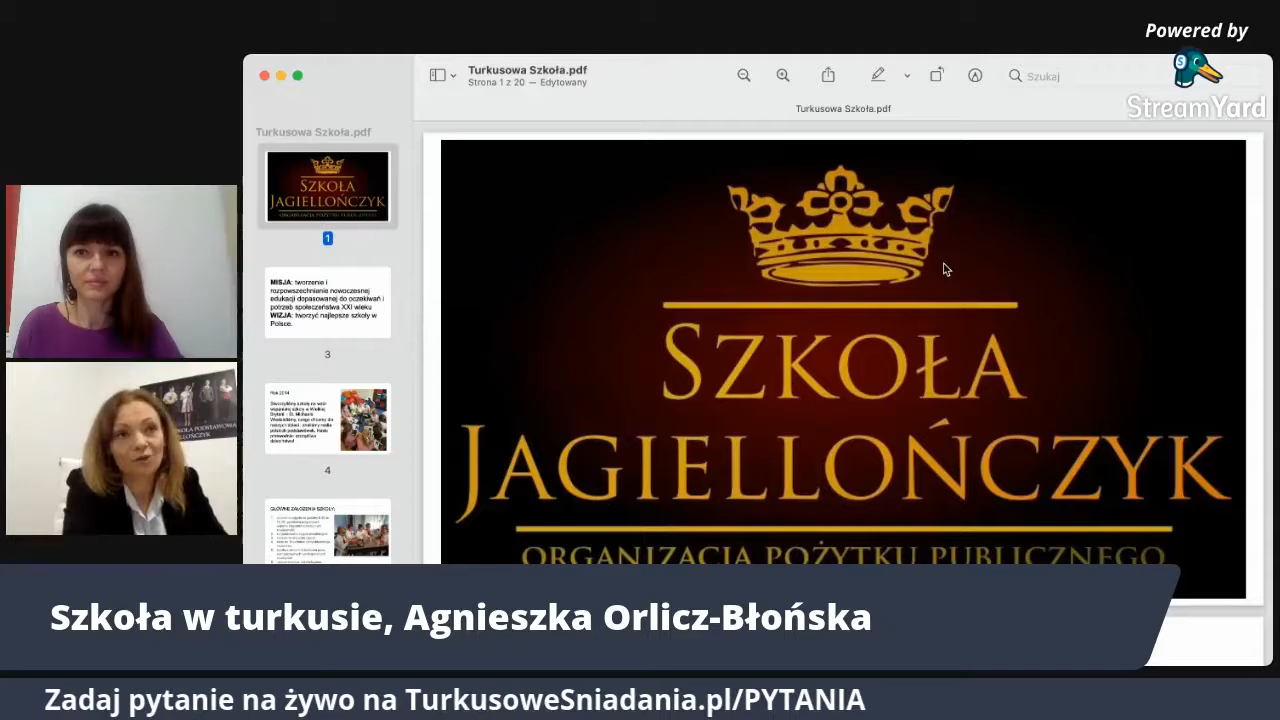 Powered by
StreamYard
Turkusowa Szkoła.pdf
Strona 1 z 20 — Edytowany
Szukaj
Turkusowa Szkoła.pdf
Turkusowa Szkoła.pdf
SZKOŁA
JAGIELLOŃCZYK
1
MISJA: tworzenie i
rozpowszechnianie nowoczesnej
edukacji dopasowanej do oczekiwań i
potrzeb społeczeństwa XXI wieku
WIZJA: tworzyć najlepsze szkoły w
Polsce.
3
4
GŁÓWNE ZAŁOŻENIA SZKOŁY:
SZKOŁA
JAGIELLOŃCZYK
ORGANIZACJA POŻYTKU PUBLICZNEGO
Szkoła w turkusie, Agnieszka Orlicz-Błońska
Zadaj pytanie na żywo na TurkusoweSniadania.pl/PYTANIA